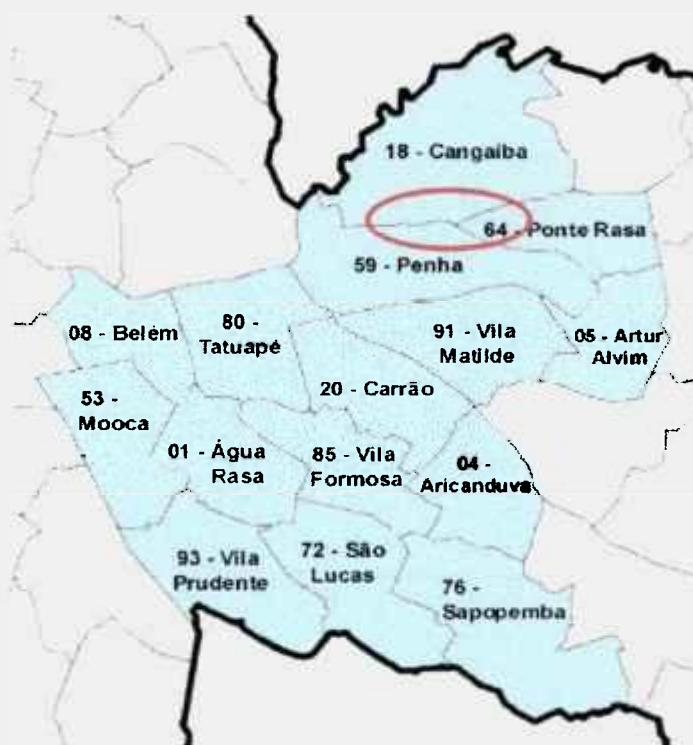 18 - Cangaiba
64 - Ponte Rasa
59 - Penha
08 - Belém
80 -
Tatuapé
91 - Vila
Matilde
05 - Artur
Alvim
53 -
Mooca
20 - Carrão
01 - Água
Rasa
85 - Vila
Formosa
04 -
Aricanduva
93 - Vila
Prudente
72 - São
Lucas
76 -
Sapopemba